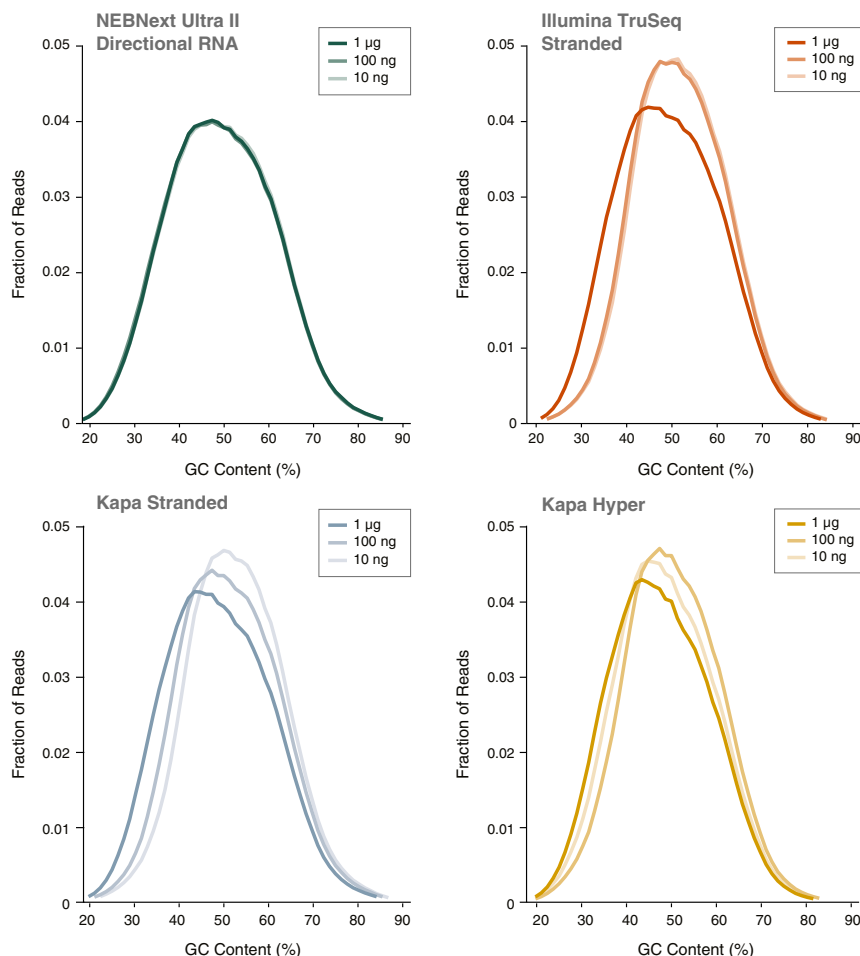 NEBNext Ultra II
Directional RNA
1 µg
100 ng
10 ng
0.05
0.04
0.03
0.02
0.01
0
Fraction of Reads
20 30 40 50 60 70 80 90
GC Content (%)
Illumina TruSeq
Stranded
1 µg
100 ng
10 ng
0.05
0.04
0.03
0.02
0.01
0
Fraction of Reads
20 30 40 50 60 70 80 90
GC Content (%)
Kapa Stranded
1 µg
100 ng
10 ng
0.05
0.04
0.03
0.02
0.01
0
Fraction of Reads
20 30 40 50 60 70 80 90
GC Content (%)
Kapa Hyper
1 µg
100 ng
10 ng
0.05
0.04
0.03
0.02
0.01
0
Fraction of Reads
20 30 40 50 60 70 80 90
GC Content (%)